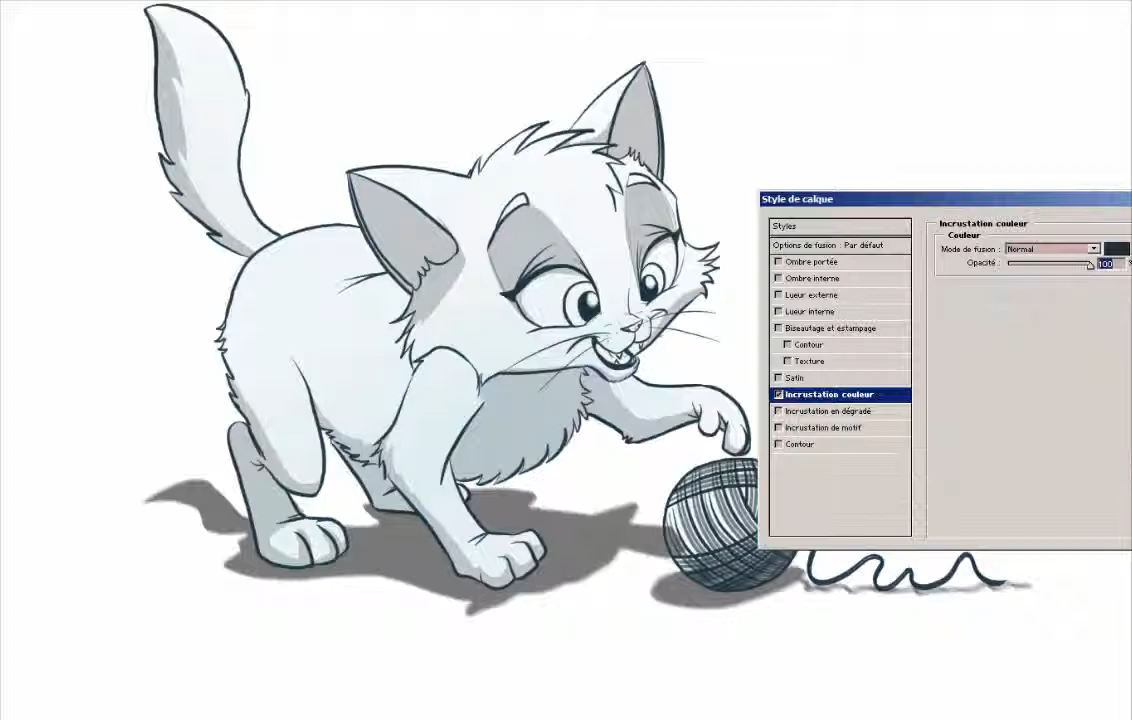 Style de calque
Styles
Options de fusion : Par défaut
Ombre portée
Ombre interne
Lueur externe
Lueur interne
Biseautage et estampage
Contour
Texture
Satin
Incrustation couleur
Incrustation en dégradé
Incrustation de motif
Contour
Incrustation couleur
Couleur
Mode de fusion : Normal
Opacité : 100 %